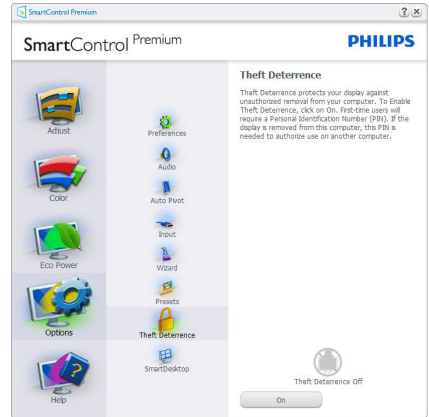 SmartControl Premium
? ×
SmartControl Premium
PHILIPS
Adjust
Color
Eco Power
Options
Help
Preferences
Audio
Auto Pivot
Input
Wizard
Presets
Theft Deterrence
SmartDesktop
Theft Deterrence
Theft Deterrence protects your display against
unauthorized removal from your computer. To Enable
Theft Deterrence, click on On. First-time users will
require a Personal Identification Number (PIN). If the
display is removed from this computer, this PIN is
needed to authorize use on another computer.
Theft Deterrence Off
On